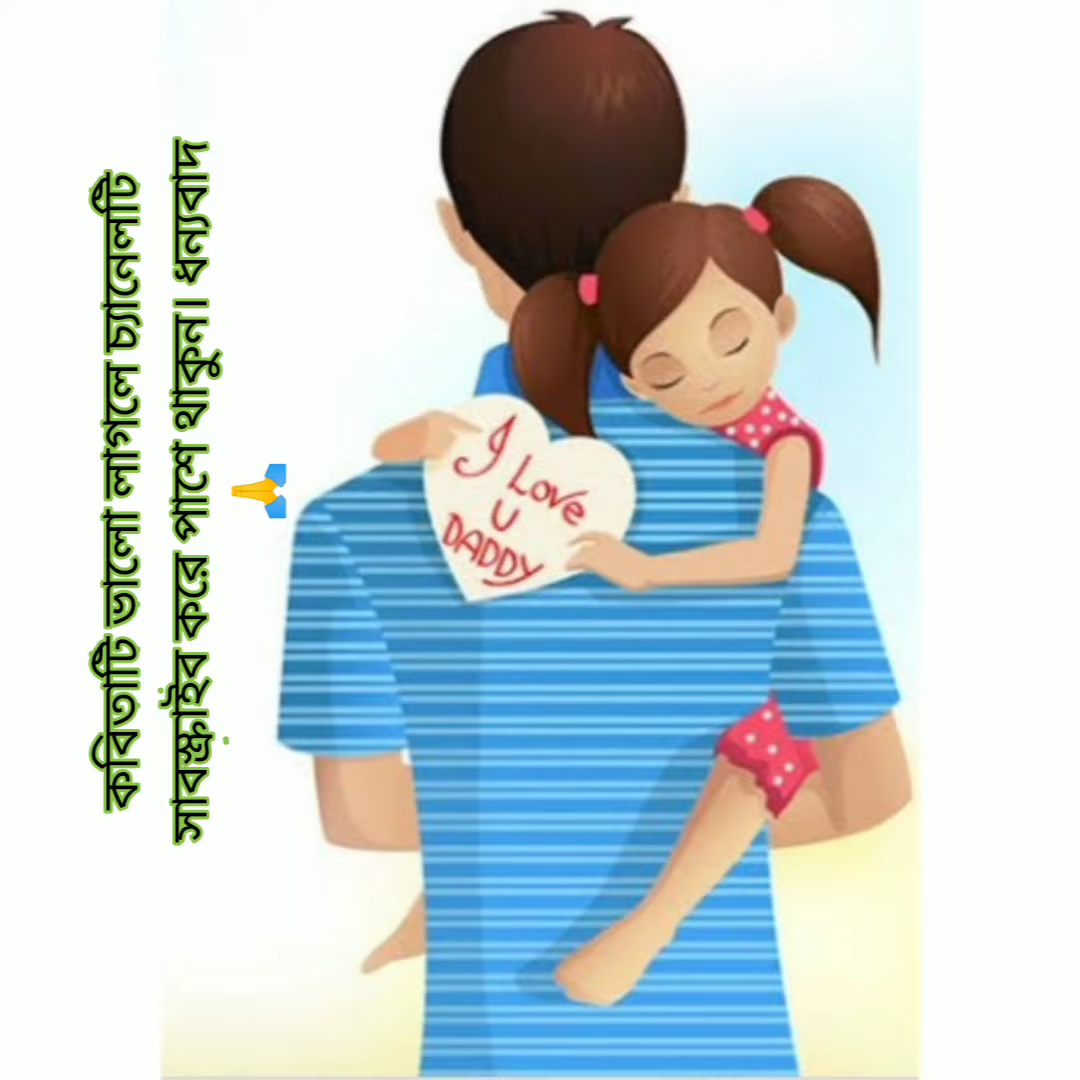 কবিতাটি ভালো লাগলে চ্যানেলটি
সাবস্ক্রাইব করে পাশে থাকুন। ধন্যবাদ
🙏
I Love
U
DADDY